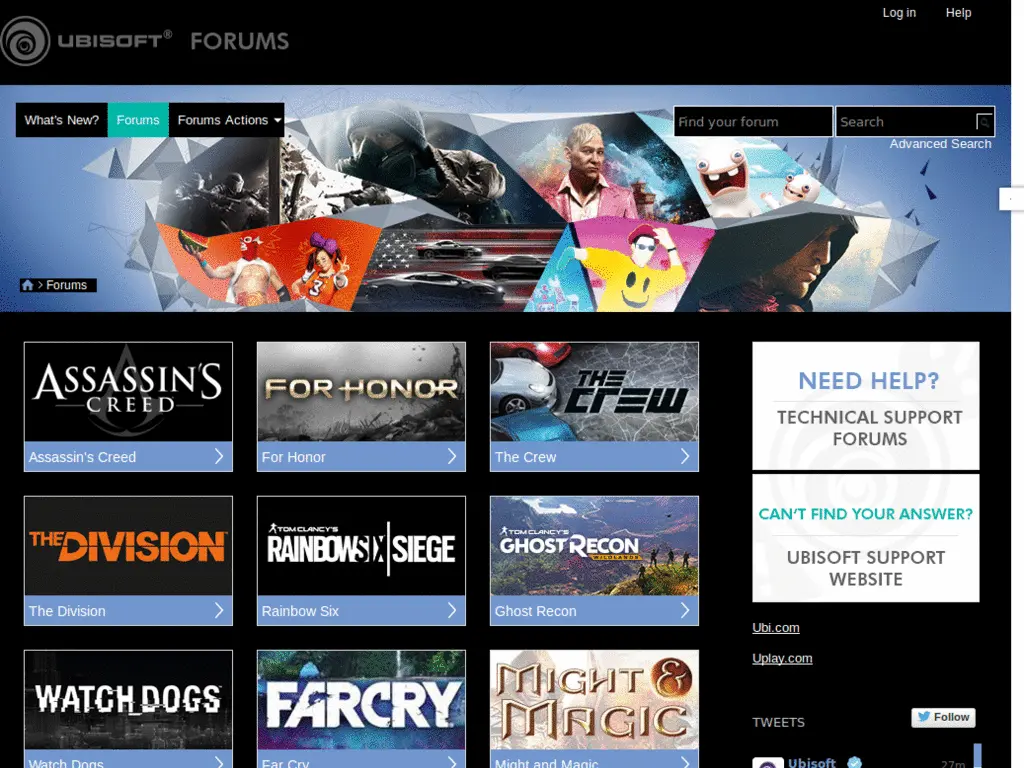 Log in Help
UBISOFT® FORUMS
What's New? Forums Forums Actions
Find your forum Search
Advanced Search
> Forums
ASSASSIN'S CREED
FOR HONOR
THE CREW
Assassin's Creed
For Honor
The Crew
THE DIVISION
TOM CLANCY'S
RAINBOW SIX | SIEGE
TOM CLANCY'S
GHOST RECON
WILDLANDS
The Division
Rainbow Six
Ghost Recon
WATCH_DOGS
FARCRY
MIGHT & MAGIC
Watch Dogs
Far Cry
Might and Magic
NEED HELP?
TECHNICAL SUPPORT
FORUMS
CAN'T FIND YOUR ANSWER?
UBISOFT SUPPORT
WEBSITE
Ubi.com
Uplay.com
TWEETS Follow
Ubisoft 27m